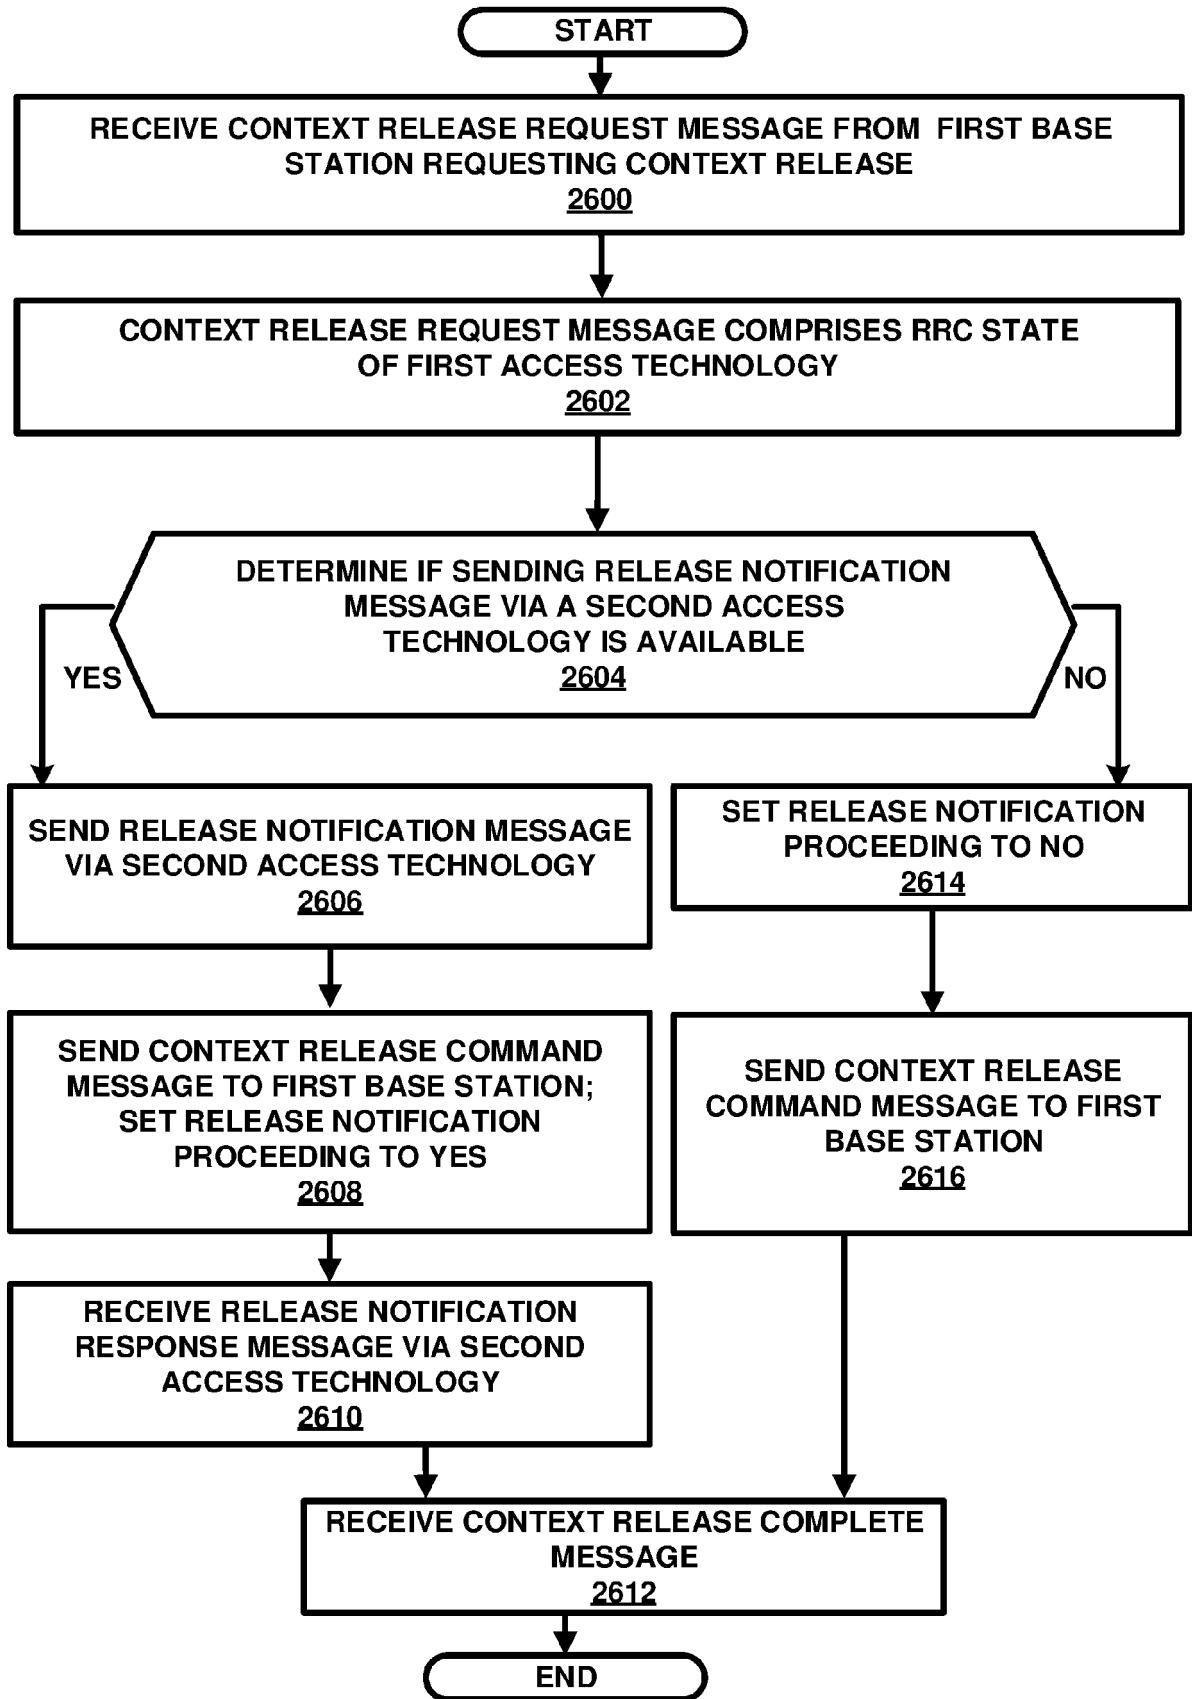 START
RECEIVE CONTEXT RELEASE REQUEST MESSAGE FROM FIRST BASE
STATION REQUESTING CONTEXT RELEASE
2600
CONTEXT RELEASE REQUEST MESSAGE COMPRISES RRC STATE
OF FIRST ACCESS TECHNOLOGY
2602
DETERMINE IF SENDING RELEASE NOTIFICATION
MESSAGE VIA A SECOND ACCESS
TECHNOLOGY IS AVAILABLE
2604
YES
NO
SEND RELEASE NOTIFICATION MESSAGE
VIA SECOND ACCESS TECHNOLOGY
2606
SEND CONTEXT RELEASE COMMAND
MESSAGE TO FIRST BASE STATION;
SET RELEASE NOTIFICATION
PROCEEDING TO YES
2608
RECEIVE RELEASE NOTIFICATION
RESPONSE MESSAGE VIA SECOND
ACCESS TECHNOLOGY
2610
SET RELEASE NOTIFICATION
PROCEEDING TO NO
2614
SEND CONTEXT RELEASE
COMMAND MESSAGE TO FIRST
BASE STATION
2616
RECEIVE CONTEXT RELEASE COMPLETE
MESSAGE
2612
END